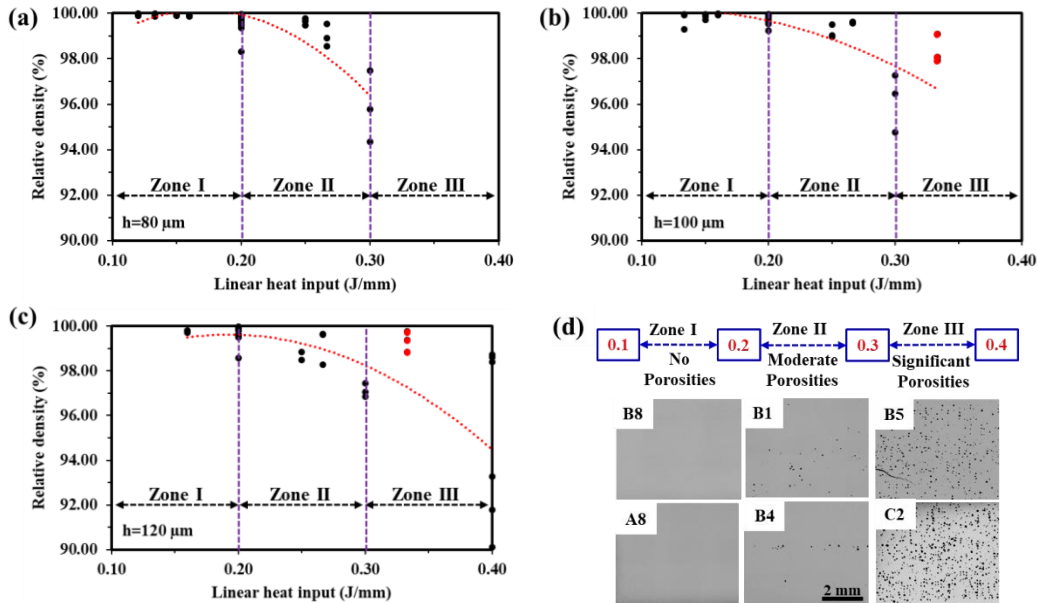 (a)
Relative density (%)
100.00
98.00
96.00
94.00
92.00
90.00
Zone I
Zone II
Zone III
h=80 µm
0.10
0.20
0.30
0.40
Linear heat input (J/mm)
(b)
Relative density (%)
100.00
98.00
96.00
94.00
92.00
90.00
Zone I
Zone II
Zone III
h=100 µm
0.10
0.20
0.30
0.40
Linear heat input (J/mm)
(c)
Relative density (%)
100.00
98.00
96.00
94.00
92.00
90.00
Zone I
Zone II
Zone III
h=120 µm
0.10
0.20
0.30
0.40
Linear heat input (J/mm)
(d)
Zone I
Zone II
Zone III
0.1
0.2
0.3
0.4
No
Porosities
Moderate
Porosities
Significant
Porosities
B8
B1
B5
A8
B4
C2
2 mm